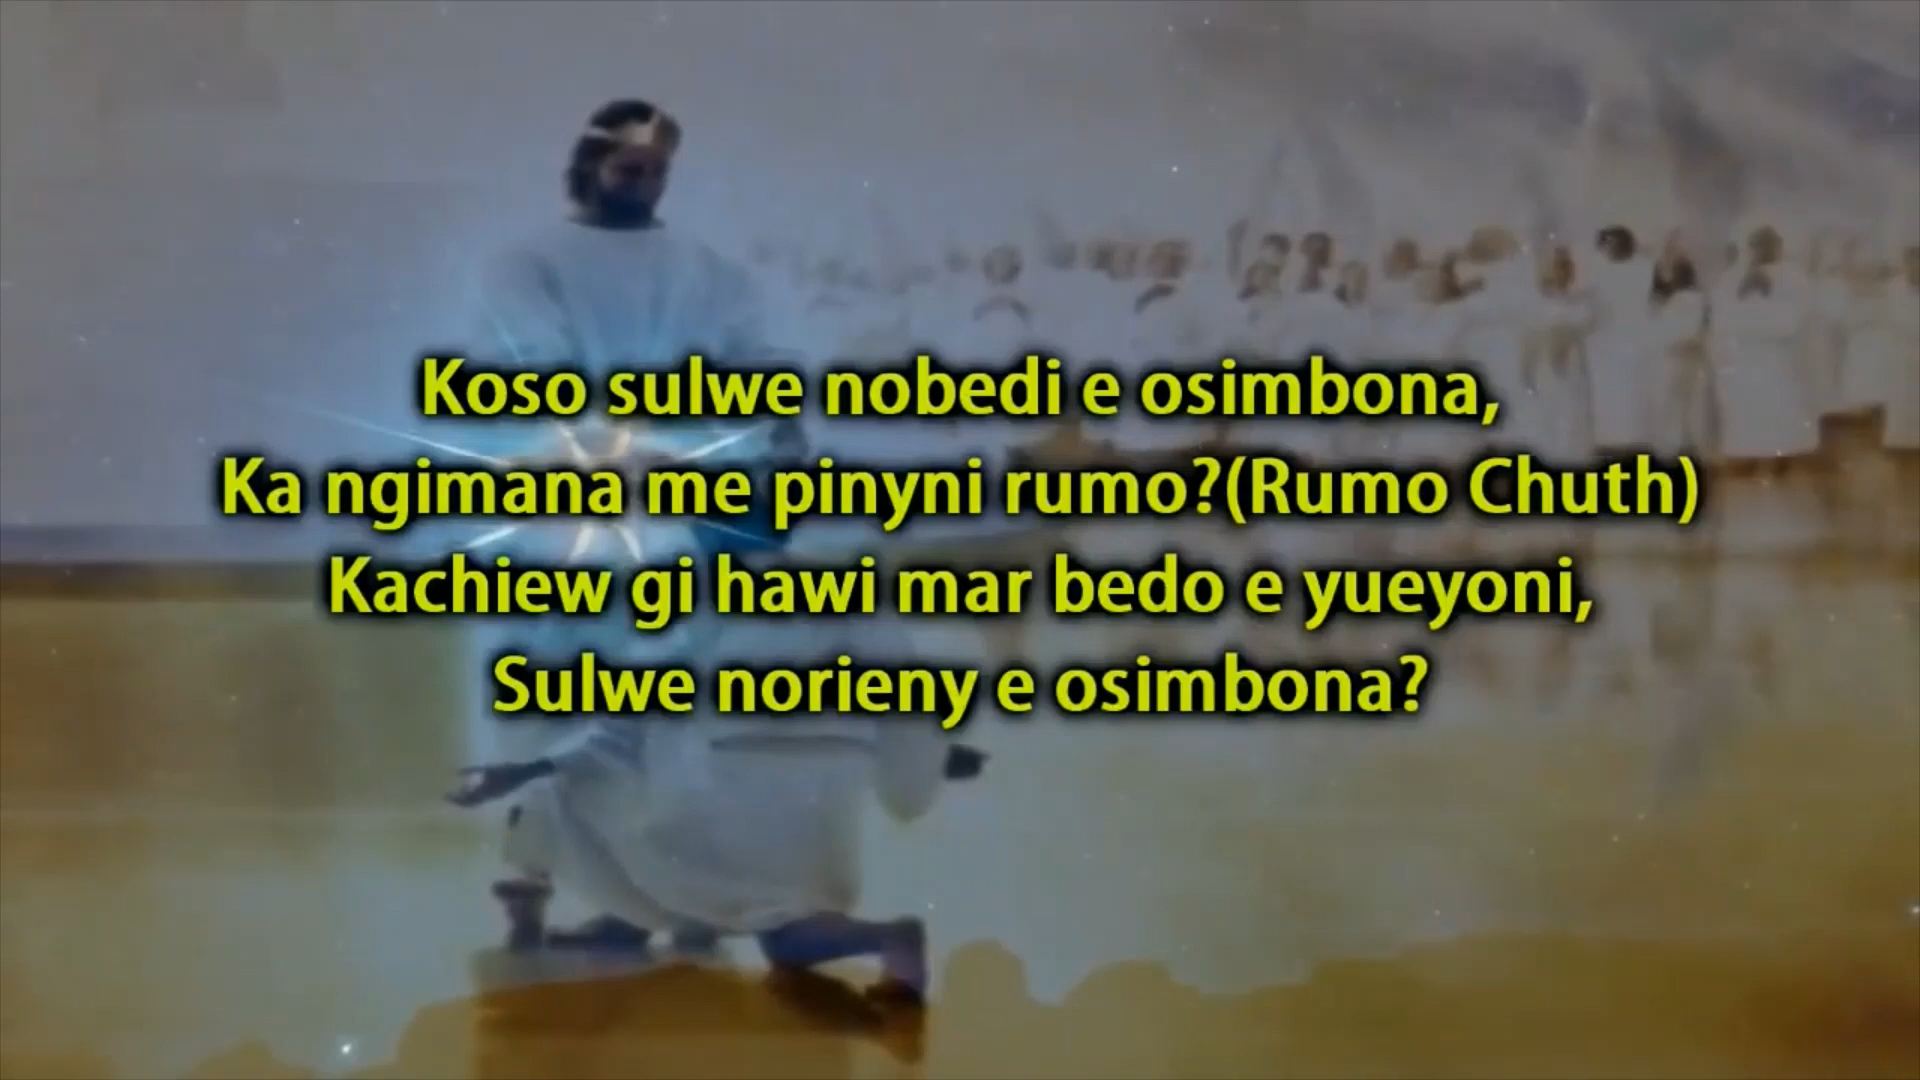 Koso sulwe nobedi e osimbona,
Ka ngimana me pinyni rumo?(Rumo Chuth)
Kachiew gi hawi mar bedo e yueyoni,
Sulwe norieny e osimbona?